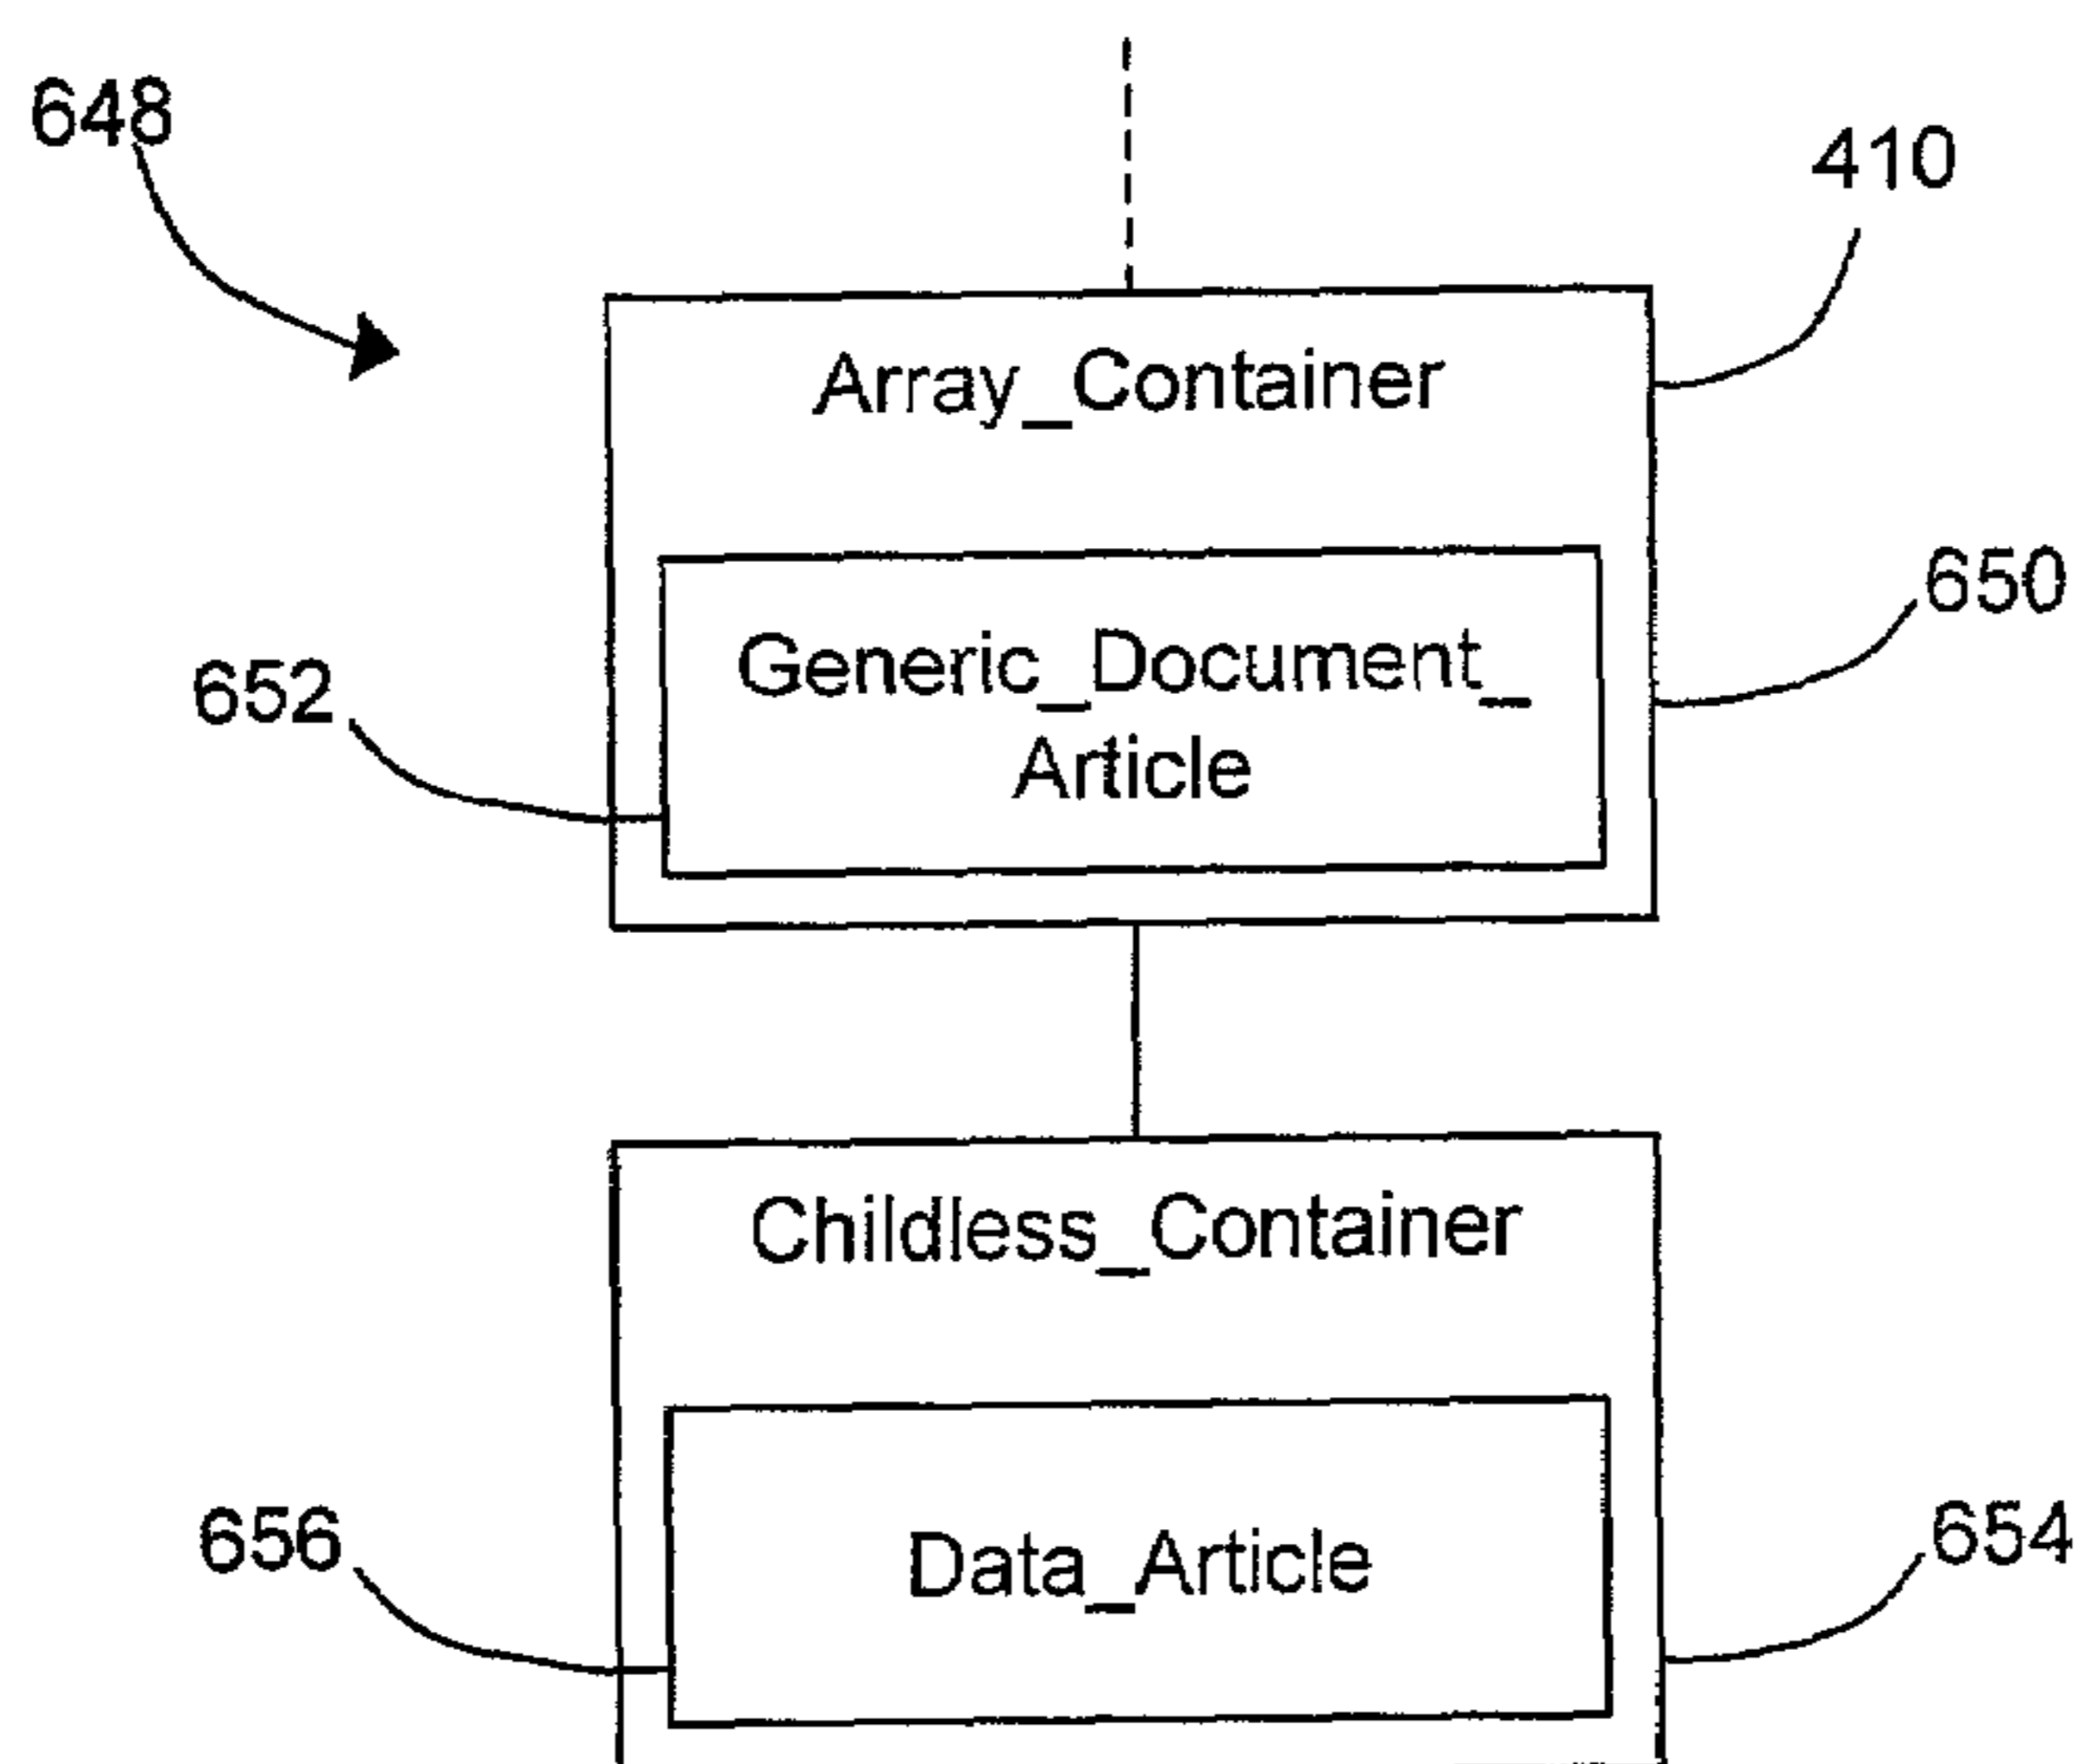 648
410
Array_Container
650
Generic_Document_
652
Article
Childless_Container
654
656
Data_Article